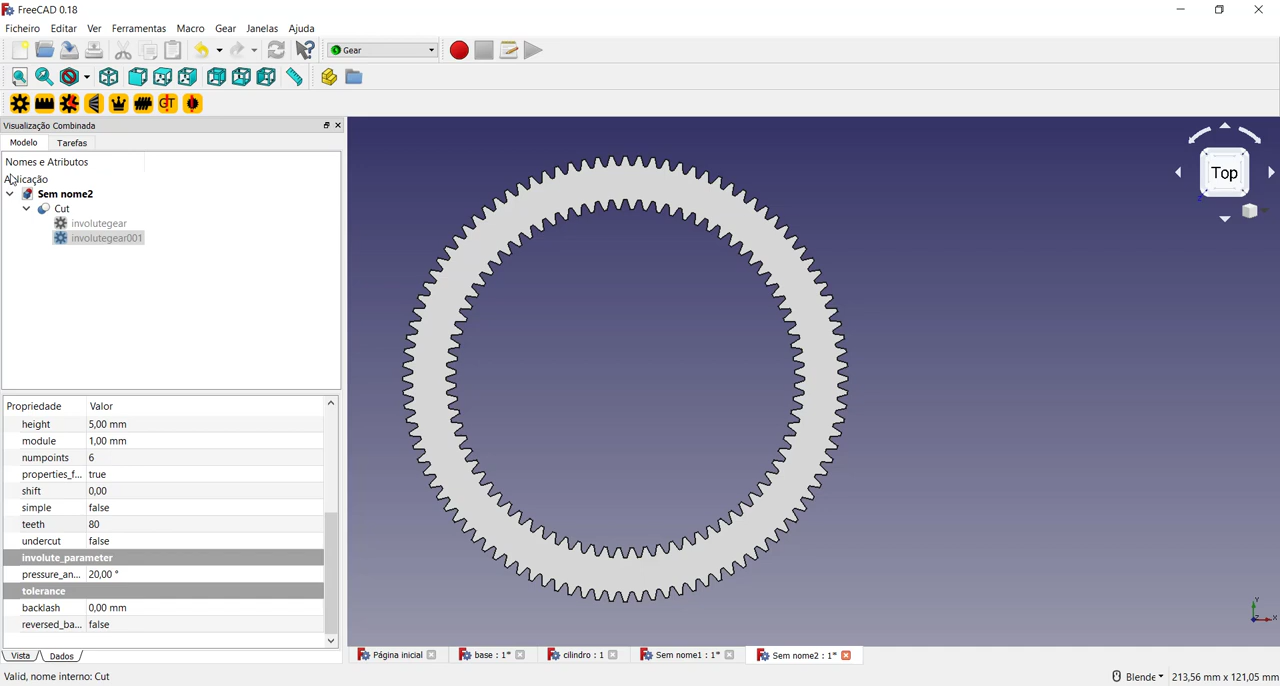 FreeCAD 0.18
Ficheiro Editar Ver Ferramentas Macro Gear Janelas Ajuda
Gear
GT
Visualização Combinada
Modelo Tarefas
Nomes e Atributos
Aplicação
Sem nome2
Cut
involutegear
involutegear001
Propriedade Valor
height 5,00 mm
module 1,00 mm
numpoints 6
properties_f... true
shift 0,00
simple false
teeth 80
undercut false
involute_parameter
pressure_an... 20,00 °
tolerance
backlash 0,00 mm
reversed_ba... false
Vista Dados
Top
Z
Y
X
Página inicial base : 1* cilindro : 1 Sem nome1 : 1* Sem nome2 : 1*
Valid, nome interno: Cut
Blende 213,56 mm x 121,05 mm